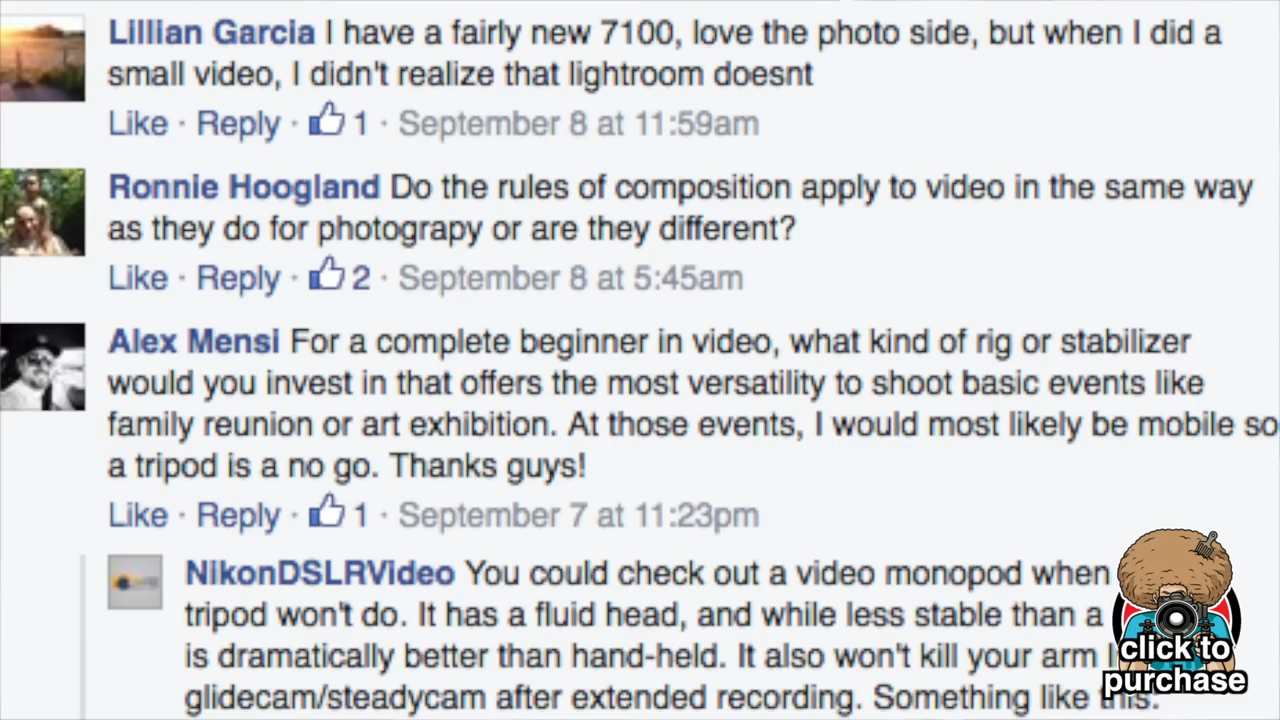 Lillian Garcia I have a fairly new 7100, love the photo side, but when I did a
small video, I didn't realize that lightroom doesnt
Like · Reply · 1 · September 8 at 11:59am
Ronnie Hoogland Do the rules of composition apply to video in the same way
as they do for photograpy or are they different?
Like · Reply · 2 · September 8 at 5:45am
Alex Mensi For a complete beginner in video, what kind of rig or stabilizer
would you invest in that offers the most versatility to shoot basic events like
family reunion or art exhibition. At those events, I would most likely be mobile so
a tripod is a no go. Thanks guys!
Like · Reply · 1 · September 7 at 11:23pm
NikonDSLRVideo You could check out a video monopod when
tripod won't do. It has a fluid head, and while less stable than a
is dramatically better than hand-held. It also won't kill your arm
glidecam/steadycam after extended recording. Something like this:
click to
purchase